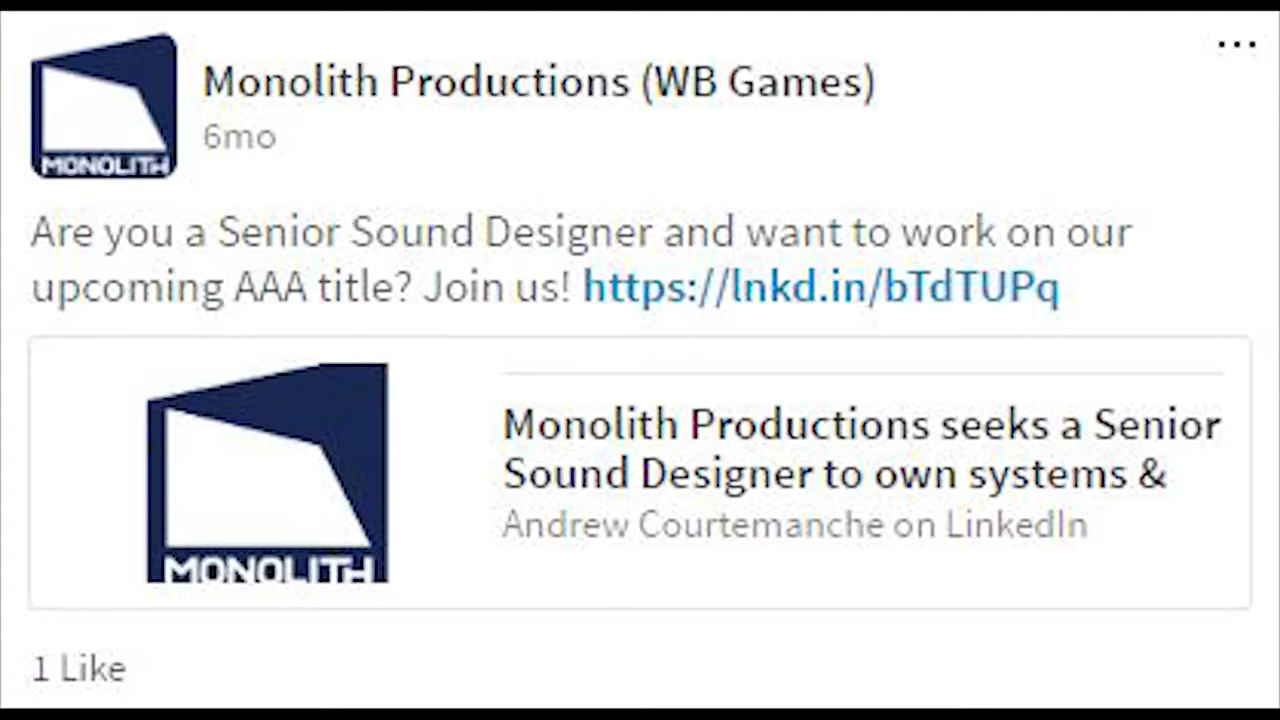 MONOLITH
Monolith Productions (WB Games)
6mo
Are you a Senior Sound Designer and want to work on our
upcoming AAA title? Join us! https://lnkd.in/bTdTUPq
MONOLITH
Monolith Productions seeks a Senior
Sound Designer to own systems &
Andrew Courtemanche on LinkedIn
1 Like